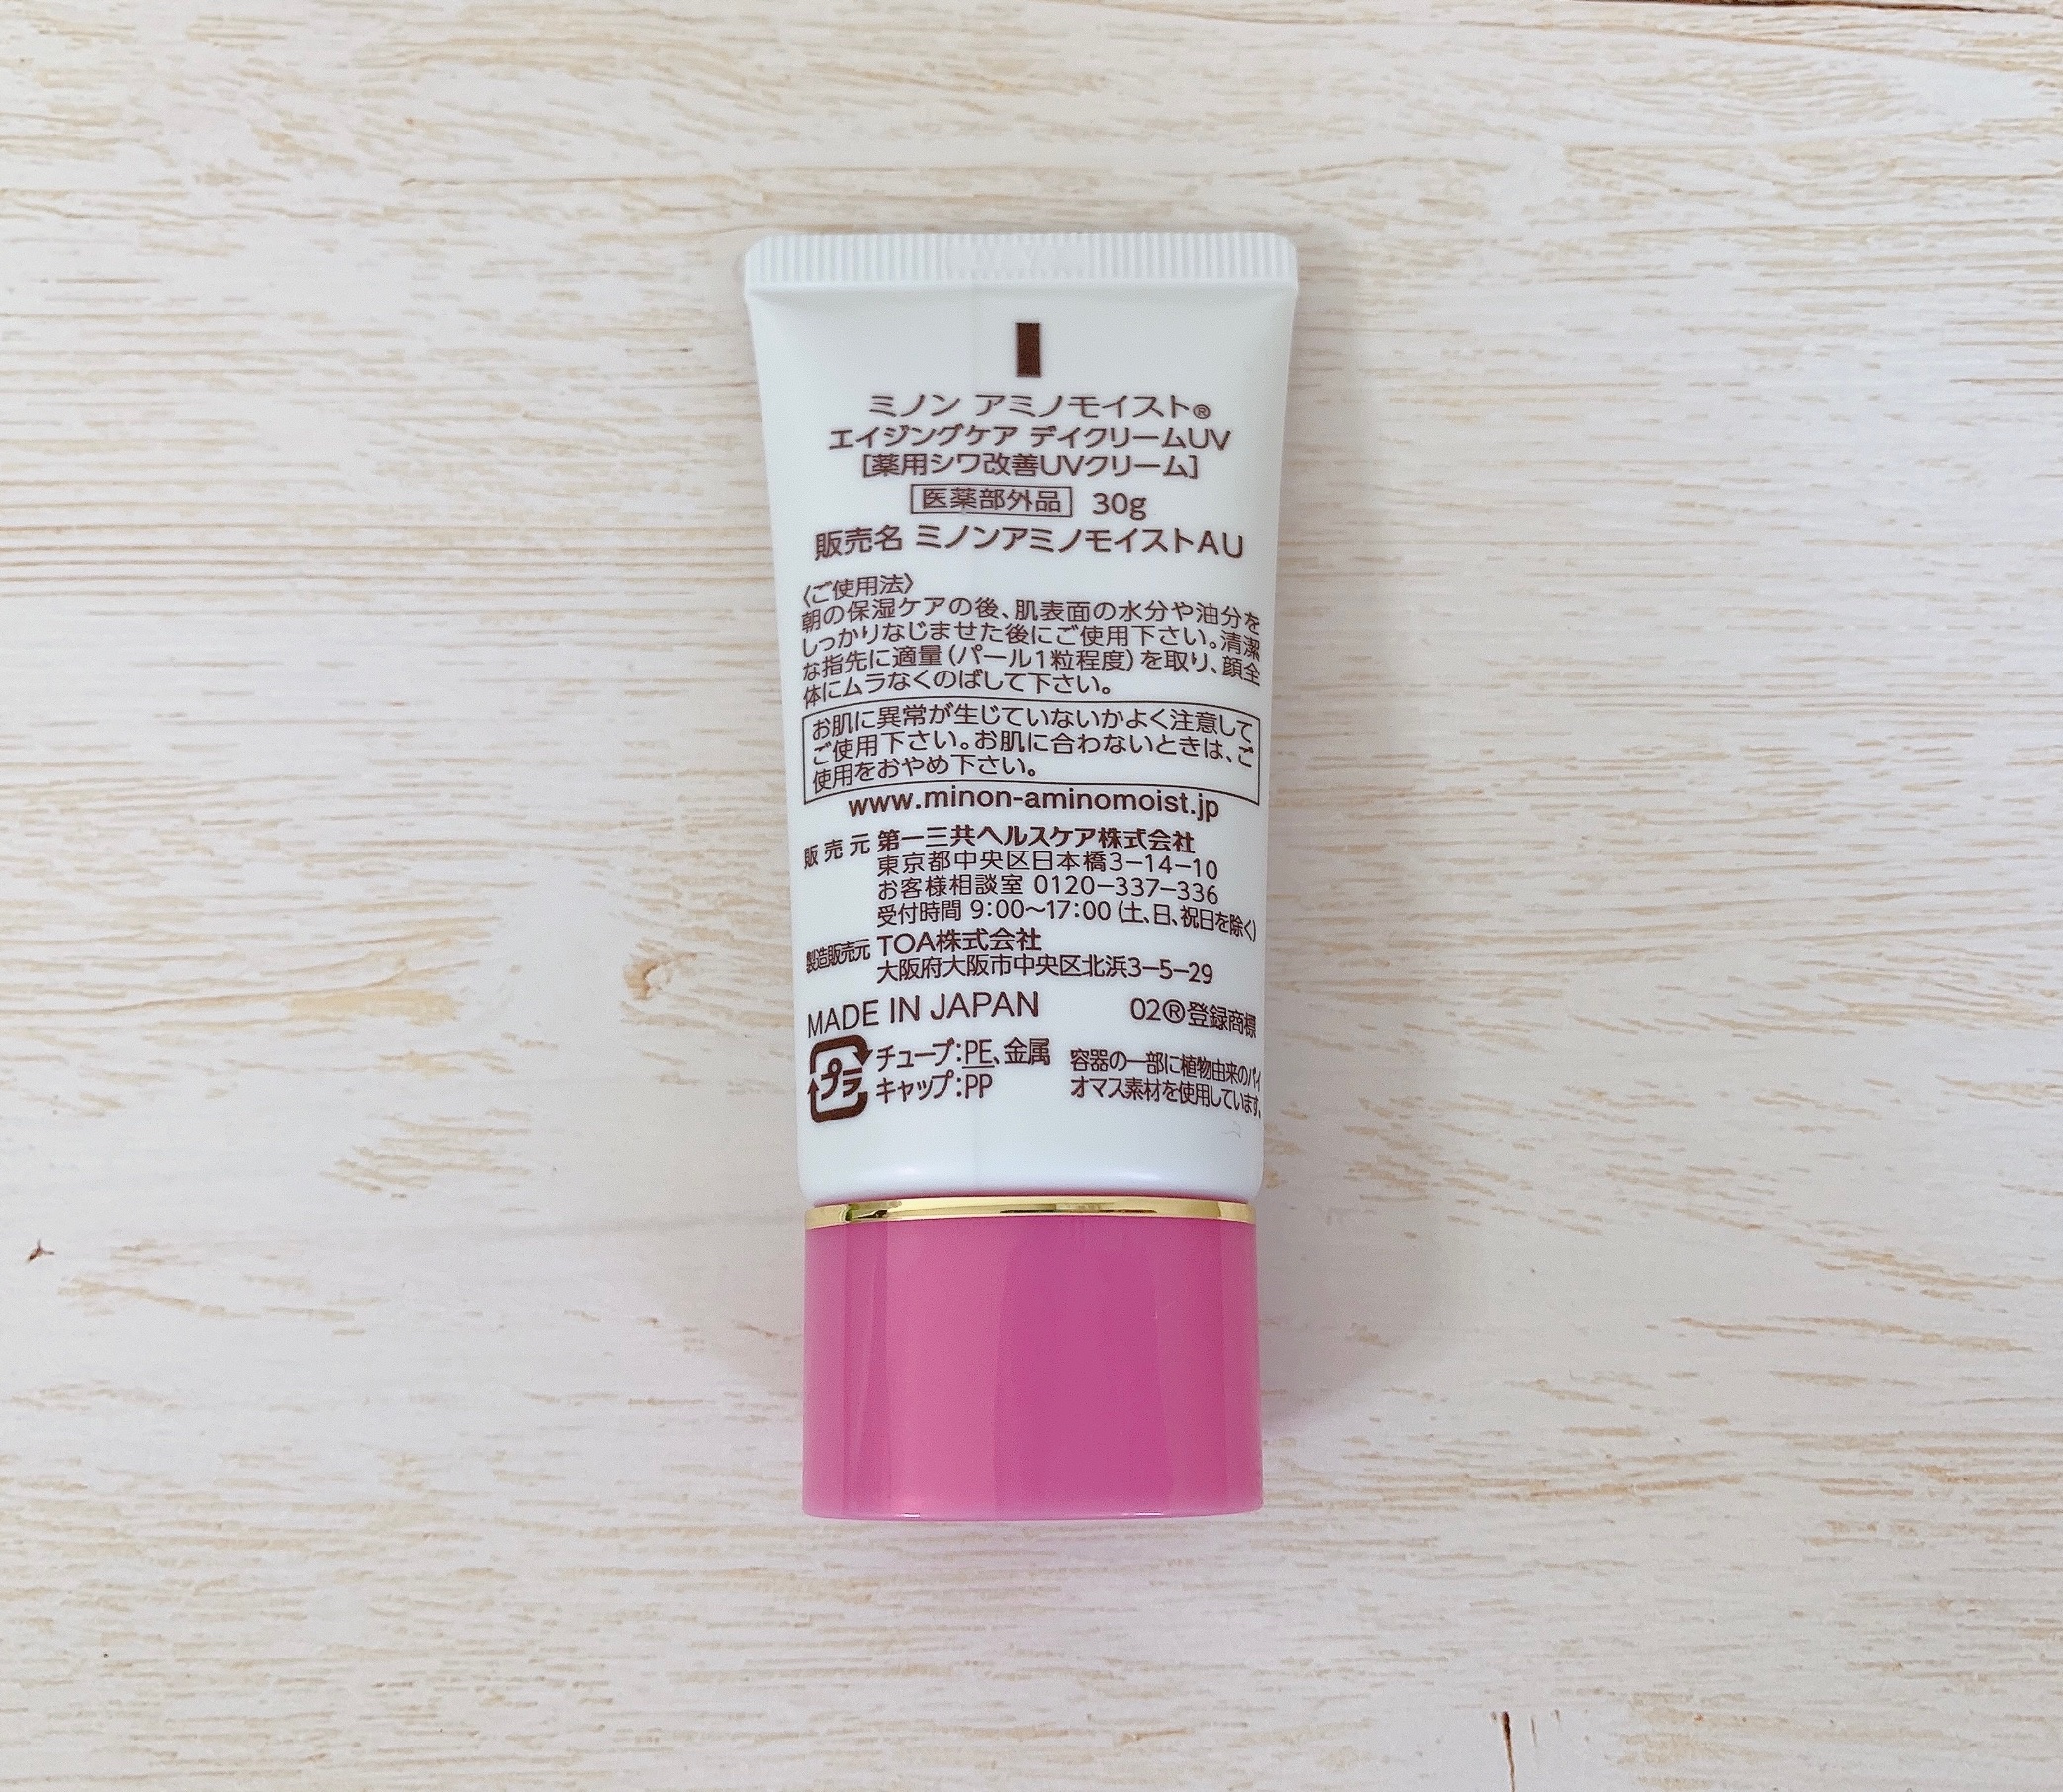 ミノン アミノモイスト®
エイジングケア デイクリームUV
[薬用シワ改善UVクリーム]
医薬部外品 30g
販売名 ミノンアミノモイストAU
〈ご使用法〉
朝の保湿ケアの後、肌表面の水分や油分を
しっかりなじませた後にご使用下さい。清潔
な指先に適量(パール1粒程度)を取り、顔全
体にムラなくのばして下さい。
お肌に異常が生じていないかよく注意して
ご使用下さい。お肌に合わないときは、ご
使用をおやめ下さい。
www.minon-aminomoist.jp
販売元 第一三共ヘルスケア株式会社
東京都中央区日本橋3-14-10
お客様相談室 0120-337-336
受付時間 9:00~17:00(土、日、祝日を除く)
製造販売元 TOA株式会社
大阪府大阪市中央区北浜3-5-29
MADE IN JAPAN 02®登録商標
プラ チューブ:PE、金属
キャップ:PP
容器の一部に植物由来のバイ
オマス素材を使用しています。